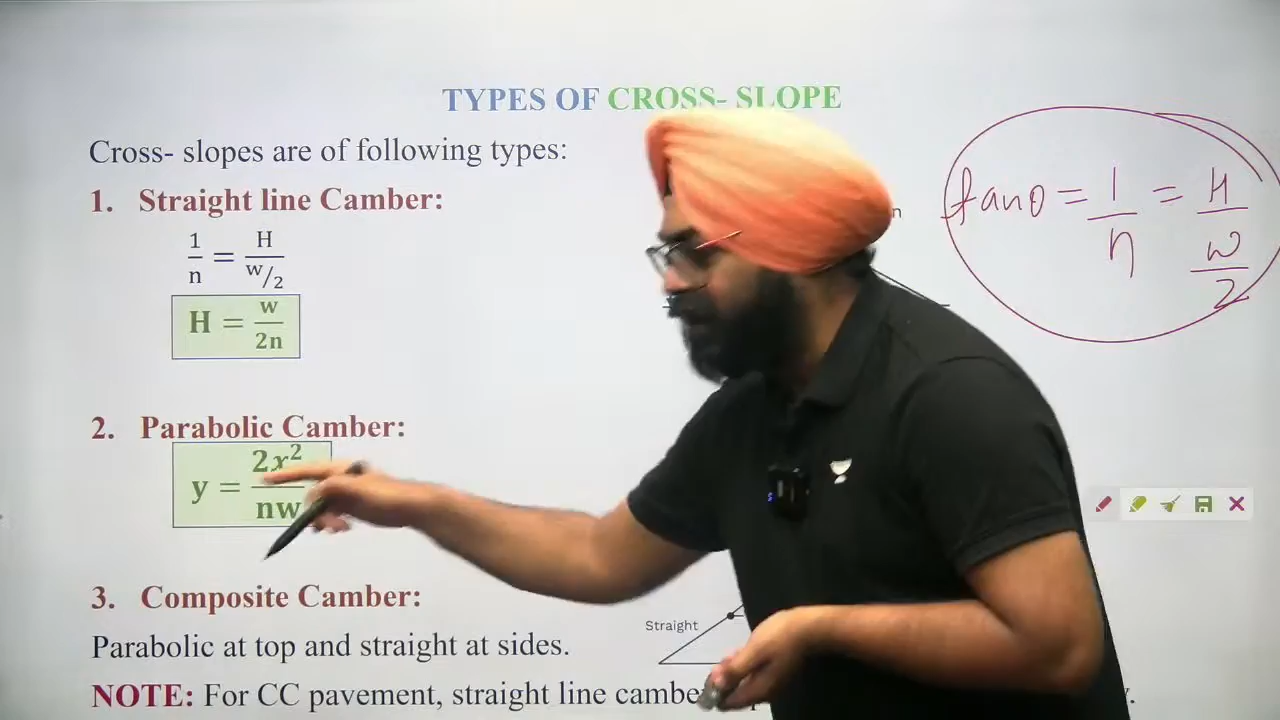 TYPES OF CROSS- SLOPE
Cross- slopes are of following types:
1. Straight line Camber:
1/n = H/(w/2)
H = w/2n
tanθ = 1/n = H/(w/2)
n
2. Parabolic Camber:
y = 2x²/nw
3. Composite Camber:
Straight
Parabolic at top and straight at sides.
NOTE: For CC pavement, straight line